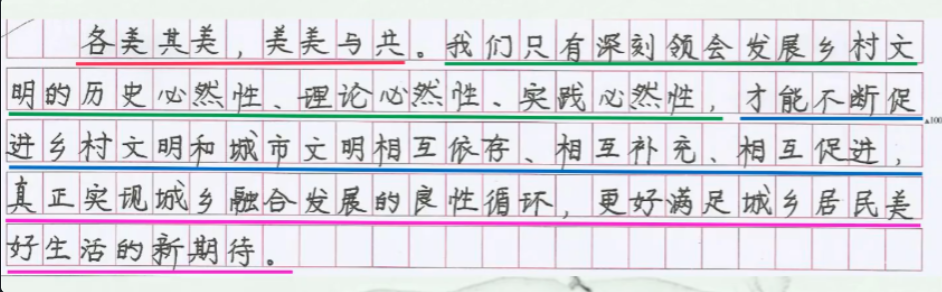 各美其美，美美与共。我们只有深刻领会发展乡村文
明的历史必然性、理论必然性、实践必然性，才能不断促
▲100
进乡村文明和城市文明相互依存、相互补充、相互促进，
真正实现城乡融合发展的良性循环，更好满足城乡居民美
好生活的新期待。